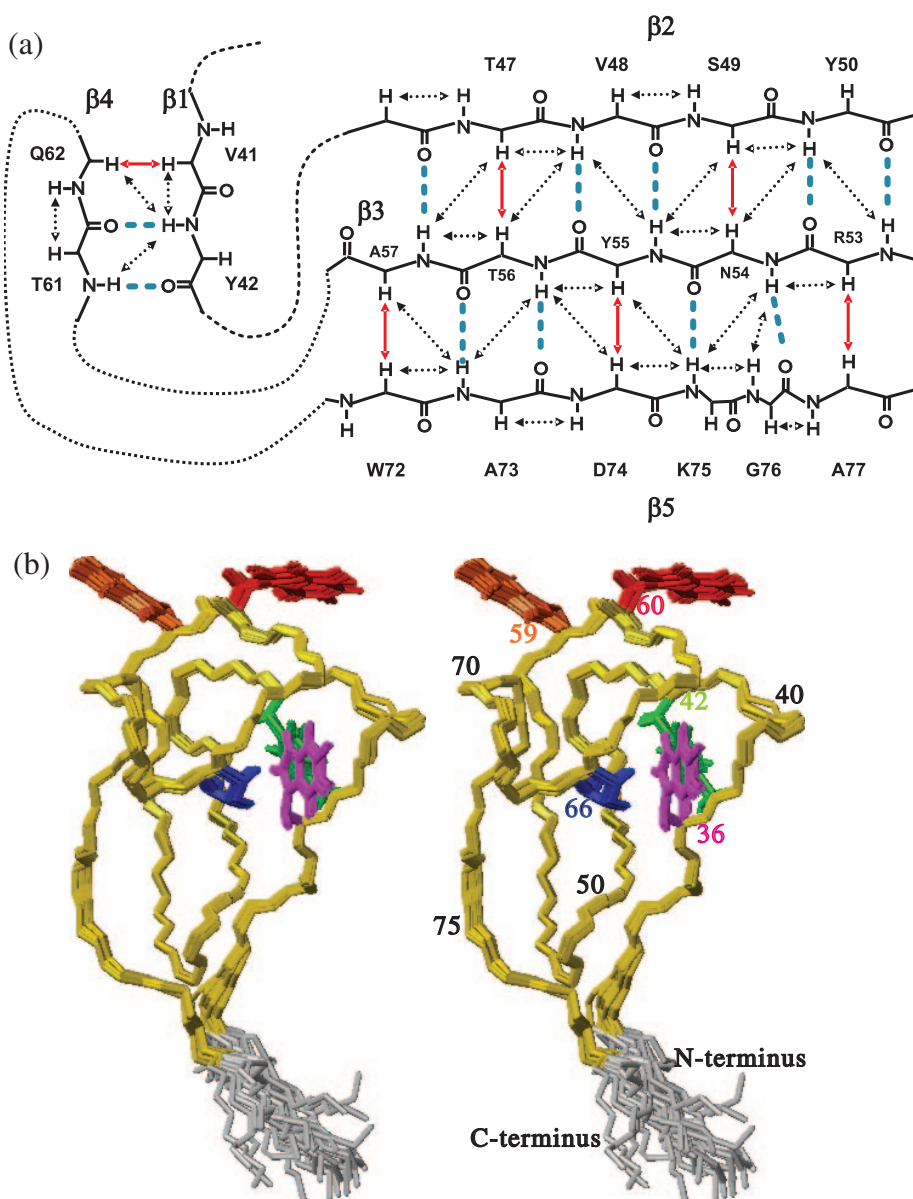 (a)
β2
T47 V48 S49 Y50
H H H H H
N N N
O O O
H H H H
O O
β4 β1
N-H
Q62 H H V41
H N O
O H N
H H
T61 N H O Y42
β3
O H H H H H
A57 N N Y55 N N R53 N
O T56 O N54 O
H H H H H
H H H H H H
N N N N N
H O H H O H O H O H H O
W72 A73 D74 K75 G76 A77
β5
(b)
59 60
70 42 40
66 36
50
75
N-terminus
C-terminus